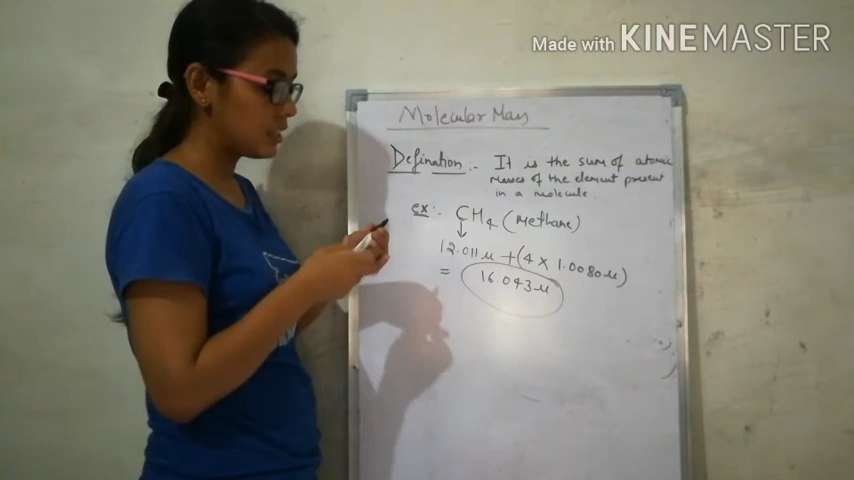 Made with KINEMASTER
Molecular Mass
Defination :- It is the sum of atomic
masses of the element present
in a molecule.
ex :- CH4 (Methane)
↓
12.011u + (4 × 1.0080u)
= 16.043u